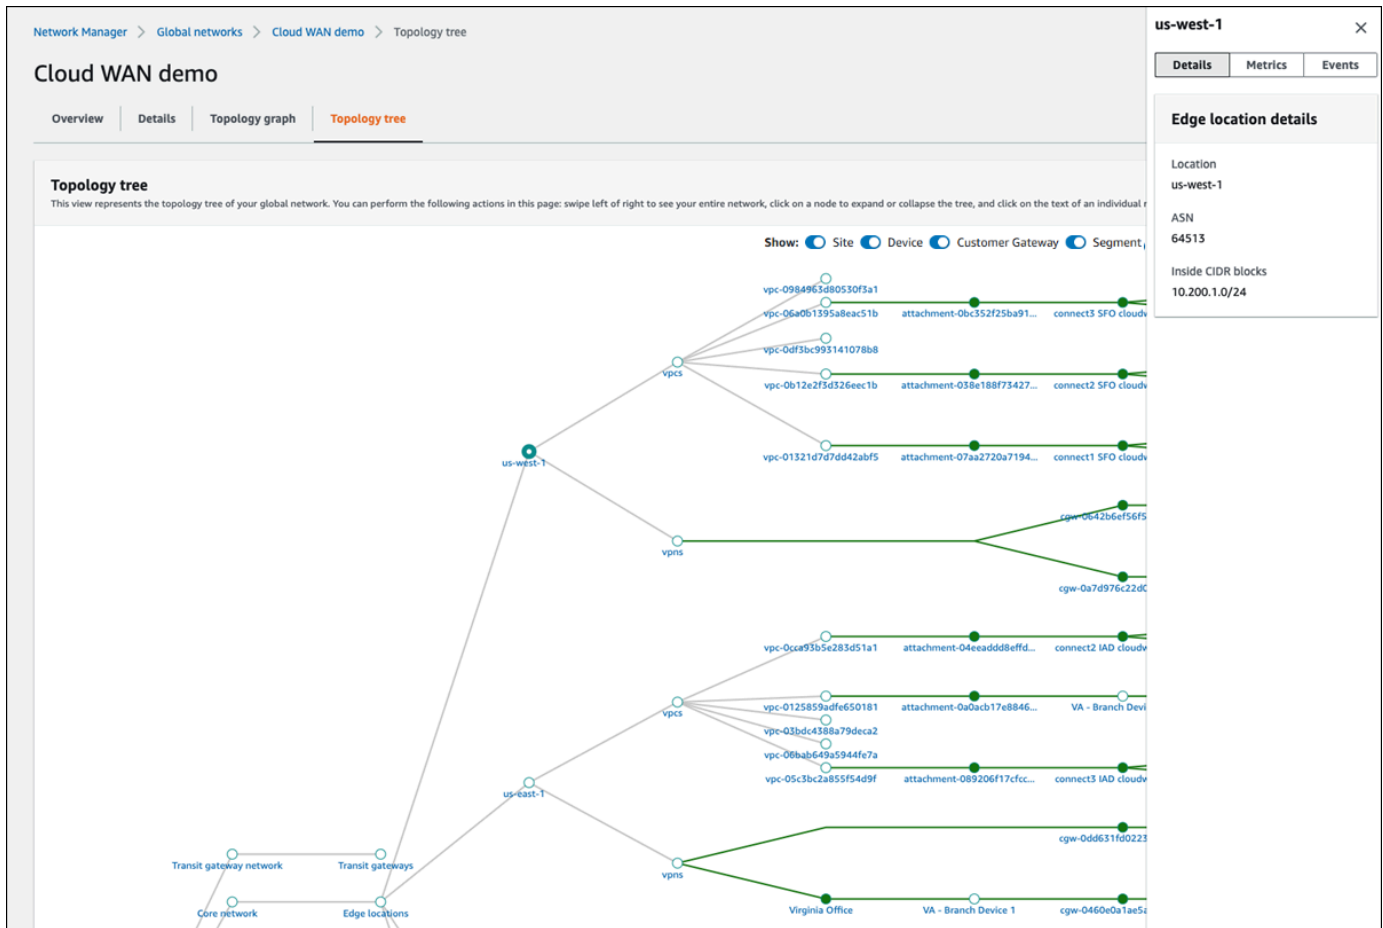 Network Manager > Global networks > Cloud WAN demo > Topology tree
Cloud WAN demo
Overview Details Topology graph Topology tree
Topology tree
This view represents the topology tree of your global network. You can perform the following actions in this page: swipe left of right to see your entire network, click on a node to expand or collapse the tree, and click on the text of an individual
Show: Site Device Customer Gateway Segment
vpc-0984963d80530f3a1
vpc-06a0b1395a8eac51b attachment-0bc352f25ba91... connect3 SFO cloudw
vpc-0df3bc993141078b8
vpcs
vpc-0b12e2f3d326eec1b attachment-038e188f73427... connect2 SFO cloudw
us-west-1
vpc-01321d7d7dd42abf5 attachment-07aa2720a7194... connect1 SFO cloudw
cgw-0642b6ef56f5
vpns
cgw-0a7d976c22d0
vpc-0cca93b5e283d51a1 attachment-04eeaddd8effd... connect2 IAD cloudw
vpcs
vpc-0125859adfe650181 attachment-0a0acb17e8846... VA - Branch Devi
vpc-03bdc4388a79deca2
vpc-06bab649a5944fe7a
vpc-05c3bc2a855f54d9f attachment-089206f17cfcc... connect3 IAD cloudw
us-east-1
cgw-0dd631fd0223
Transit gateway network Transit gateways
vpns
Core network Edge locations
Virginia Office VA - Branch Device 1 cgw-0460e0a1ae5a
us-west-1
Details Metrics Events
Edge location details
Location
us-west-1
ASN
64513
Inside CIDR blocks
10.200.1.0/24